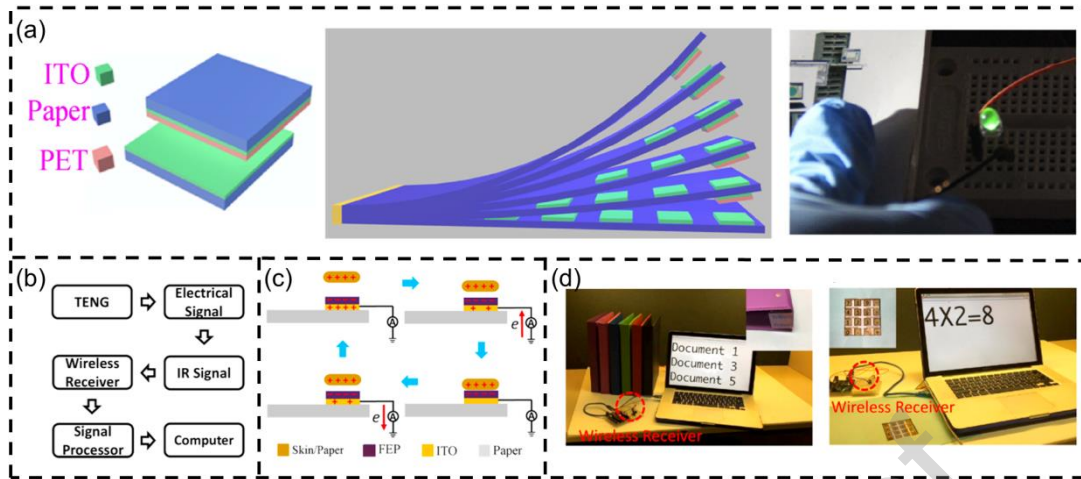 (a)
ITO
Paper
PET
(b)
TENG
Electrical
Signal
Wireless
Receiver
IR Signal
Signal
Processor
Computer
(c)
A
e
A
e
A
A
Skin/Paper
FEP
ITO
Paper
(d)
Document 1
Document 3
Document 5
Wireless Receiver
4X2=8
Wireless Receiver